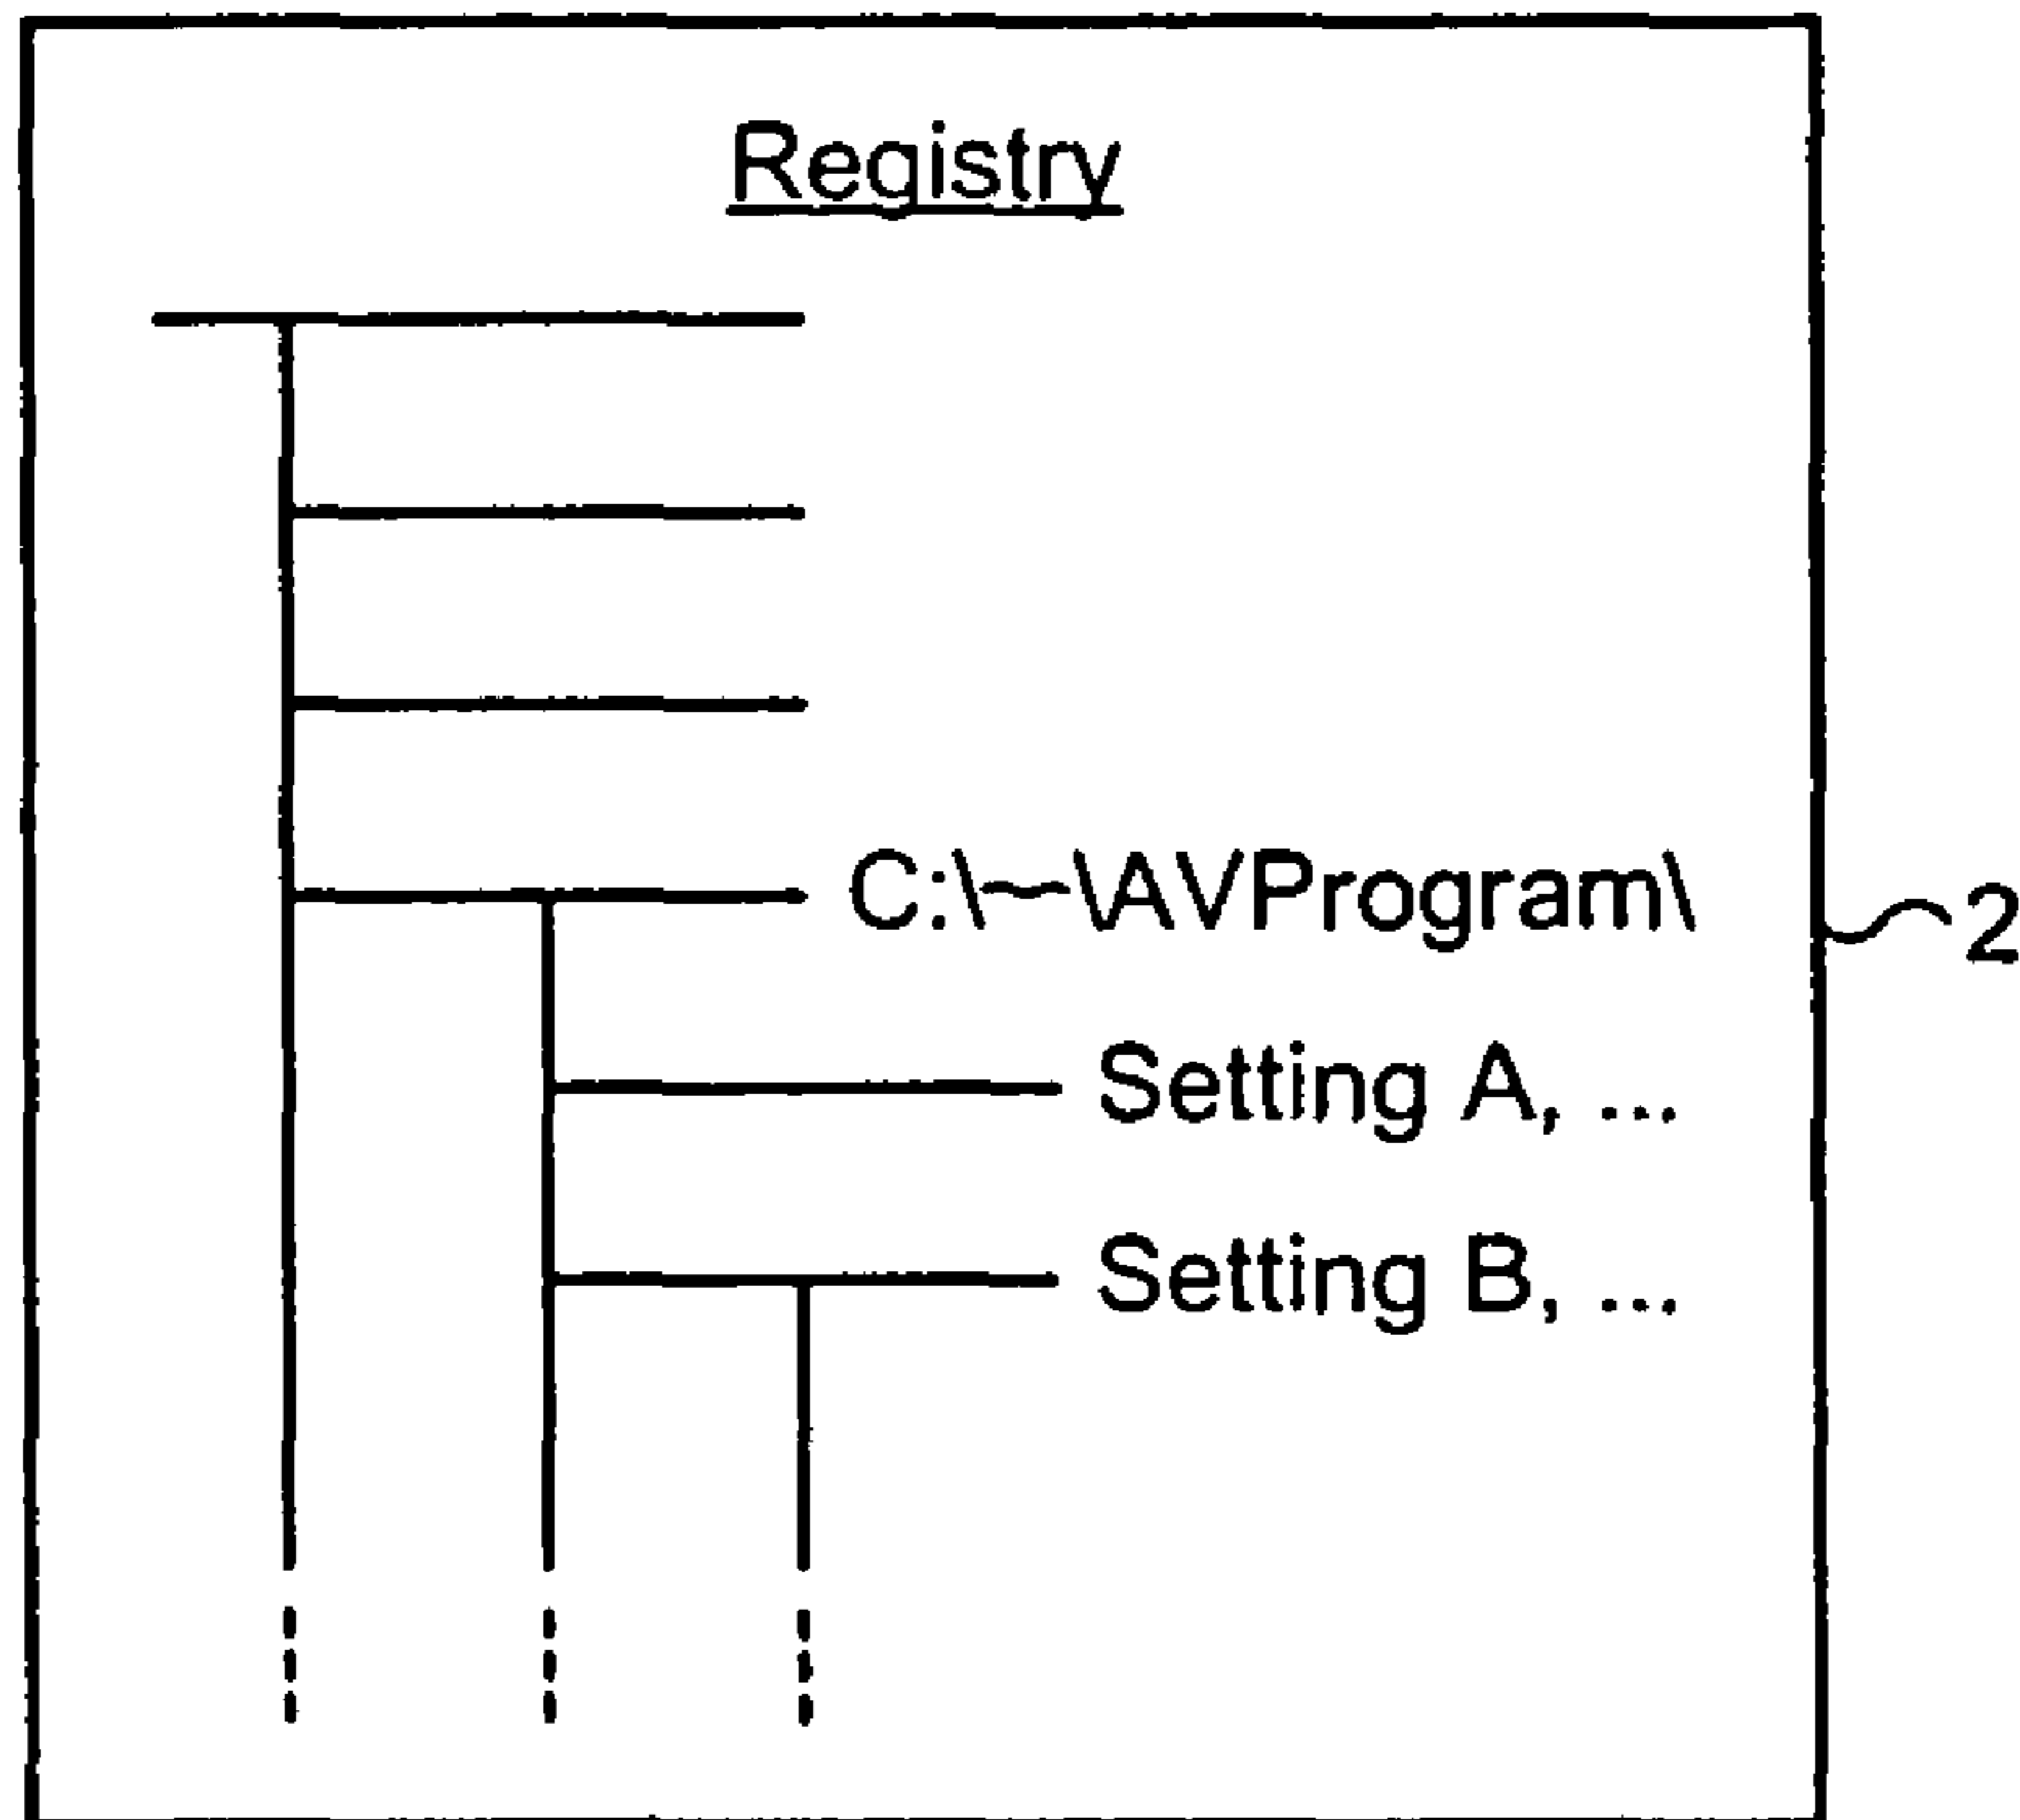 Registry
C:\~\AVProgram\
2
Setting A, ...
Setting B, ...